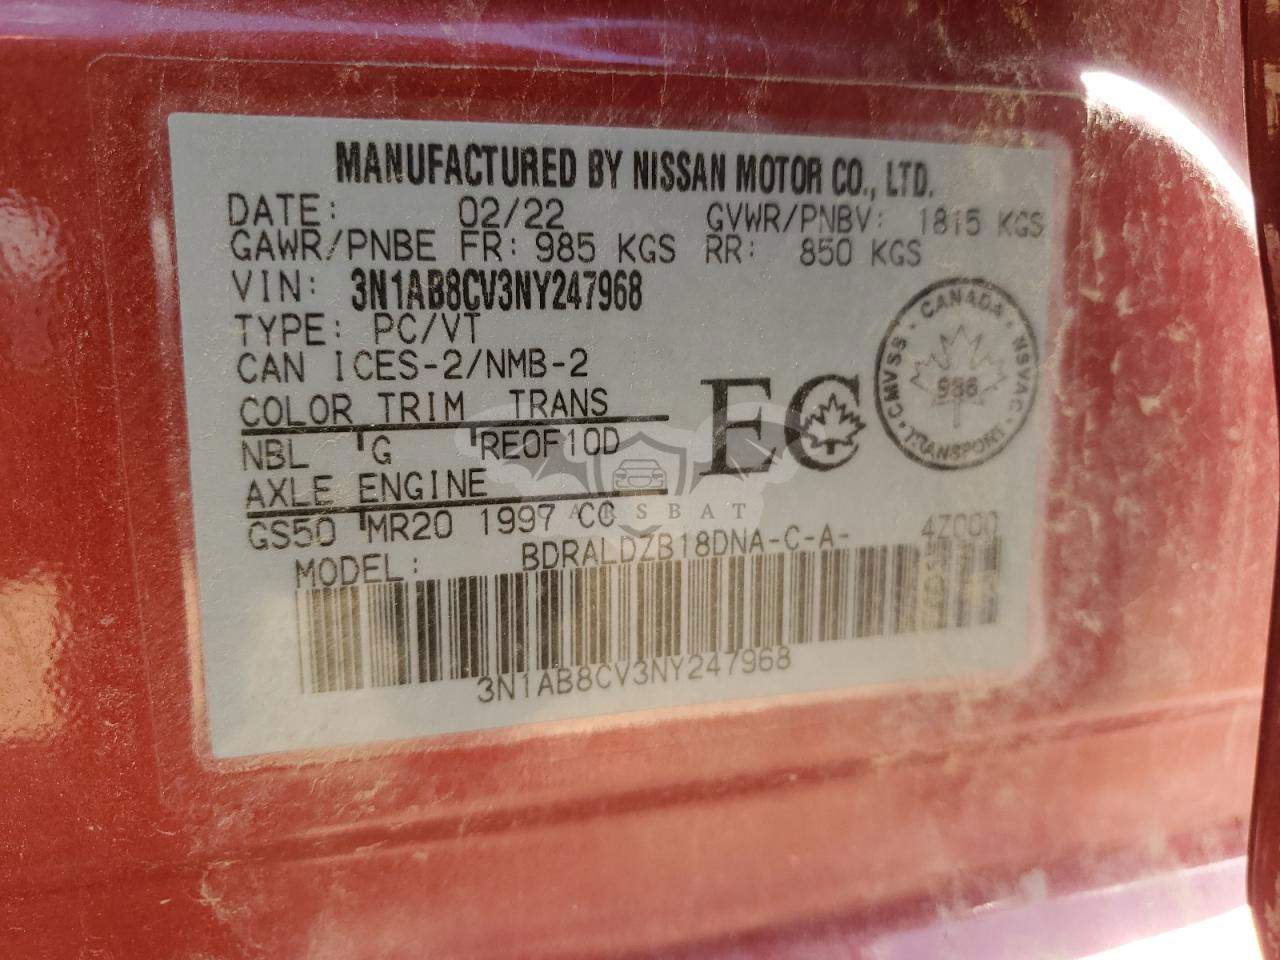 MANUFACTURED BY NISSAN MOTOR CO., LTD.
DATE: 02/22 GVWR/PNBV: 1815 KGS
GAWR/PNBE FR: 985 KGS RR: 850 KGS
VIN: 3N1AB8CV3NY247968
TYPE: PC/VT
CAN ICES-2/NMB-2
COLOR TRIM TRANS
NBL G RE0F10D
AXLE ENGINE
GS50 MR20 1997 CC
MODEL: BDRALDZB18DNA-C-A- 4Z000
3N1AB8CV3NY247968
EC
CANADA · NSVAC · TRANSPORT · CMVSS ·
CARSBAT